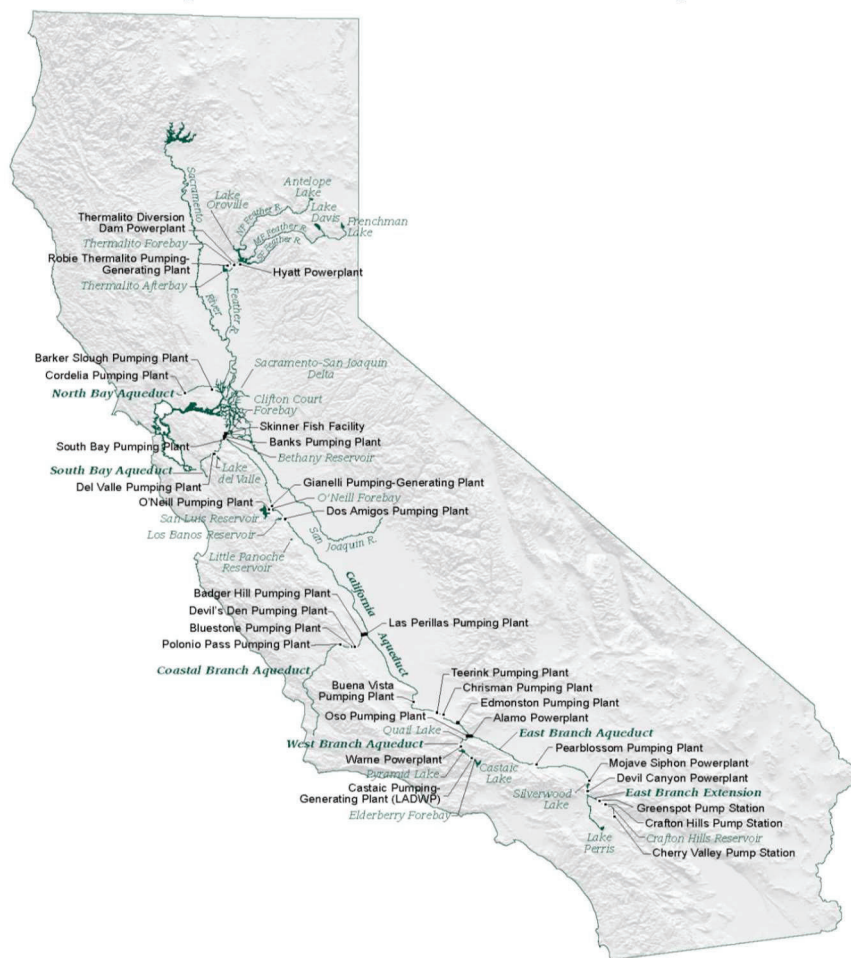 Sacramento
River
Lake
Oroville
Antelope
Lake
Lake
Davis
Frenchman
Lake
NF Feather R.
MF Feather R.
SF Feather R.
Thermalito Diversion
Dam Powerplant
Thermalito Forebay
Robie Thermalito Pumping-
Generating Plant
Hyatt Powerplant
Thermalito Afterbay
Feather R.
Barker Slough Pumping Plant
Cordelia Pumping Plant
North Bay Aqueduct
Sacramento-San Joaquin
Delta
Clifton Court
Forebay
Skinner Fish Facility
South Bay Pumping Plant
Banks Pumping Plant
Bethany Reservoir
South Bay Aqueduct
Lake
del Valle
Del Valle Pumping Plant
Gianelli Pumping-Generating Plant
O'Neill Pumping Plant
O'Neill Forebay
San Luis Reservoir
Dos Amigos Pumping Plant
Los Banos Reservoir
San
Joaquin R.
Little Panoche
Reservoir
California
Aqueduct
Badger Hill Pumping Plant
Devil's Den Pumping Plant
Las Perillas Pumping Plant
Bluestone Pumping Plant
Polonio Pass Pumping Plant
Coastal Branch Aqueduct
Teerink Pumping Plant
Buena Vista
Pumping Plant
Chrisman Pumping Plant
Edmonston Pumping Plant
Oso Pumping Plant
Alamo Powerplant
Quail Lake
East Branch Aqueduct
West Branch Aqueduct
Pearblossom Pumping Plant
Warne Powerplant
Mojave Siphon Powerplant
Pyramid Lake
Castaic
Lake
Devil Canyon Powerplant
Castaic Pumping-
Generating Plant (LADWP)
Silverwood
Lake
East Branch Extension
Elderberry Forebay
Greenspot Pump Station
Crafton Hills Pump Station
Lake
Perris
Crafton Hills Reservoir
Cherry Valley Pump Station